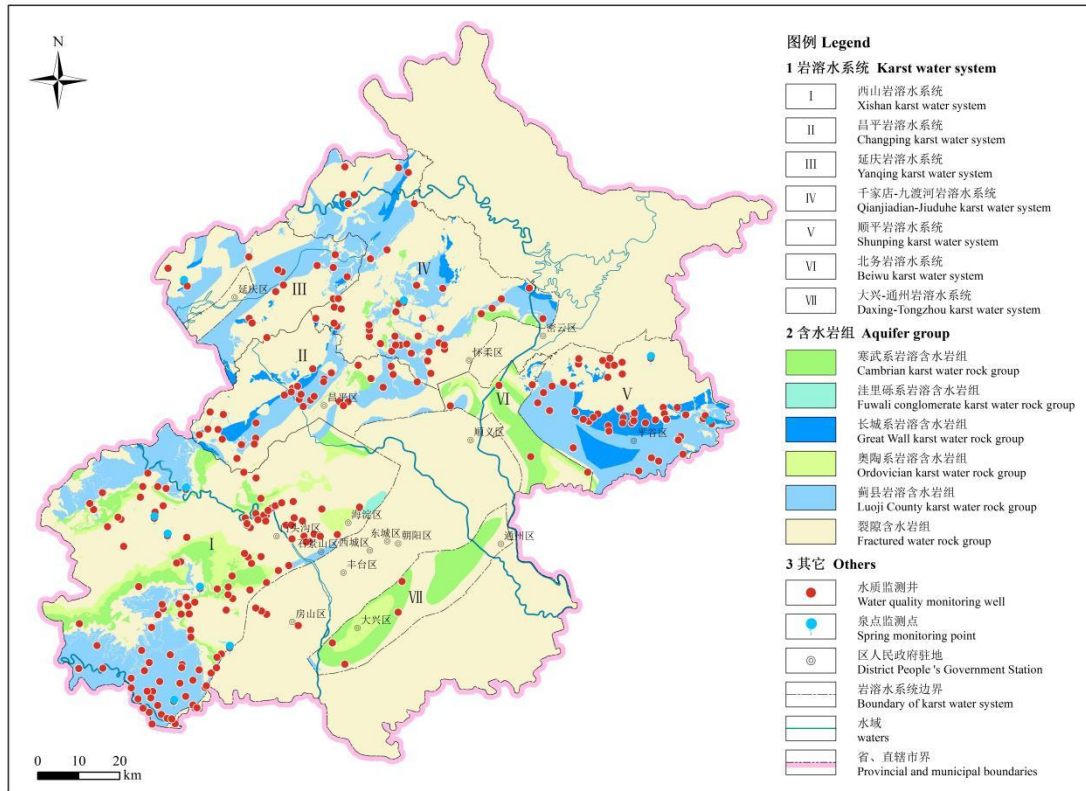 N
图例 Legend
1 岩溶水系统 Karst water system
I
西山岩溶水系统
Xishan karst water system
II
昌平岩溶水系统
Changping karst water system
III
延庆岩溶水系统
Yanqing karst water system
IV
千家店-九渡河岩溶水系统
Qianjiadian-Jiuduhe karst water system
V
顺平岩溶水系统
Shunping karst water system
VI
北务岩溶水系统
Beiwu karst water system
VII
大兴-通州岩溶水系统
Daxing-Tongzhou karst water system
2 含水岩组 Aquifer group
寒武系岩溶含水岩组
Cambrian karst water rock group
洼里砾系岩溶含水岩组
Fuwali conglomerate karst water rock group
长城系岩溶含水岩组
Great Wall karst water rock group
奥陶系岩溶含水岩组
Ordovician karst water rock group
蓟县岩溶含水岩组
Luoji County karst water rock group
裂隙含水岩组
Fractured water rock group
3 其它 Others
水质监测井
Water quality monitoring well
泉点监测点
Spring monitoring point
区人民政府驻地
District People's Government Station
岩溶水系统边界
Boundary of karst water system
水域
waters
省、直辖市界
Provincial and municipal boundaries
IV
III
延庆区
密云区
II
怀柔区
V
昌平区
VI
顺义区
平谷区
海淀区
门头沟区
石景山区
西城区
东城区
朝阳区
通州区
I
丰台区
VII
房山区
大兴区
0 10 20
km